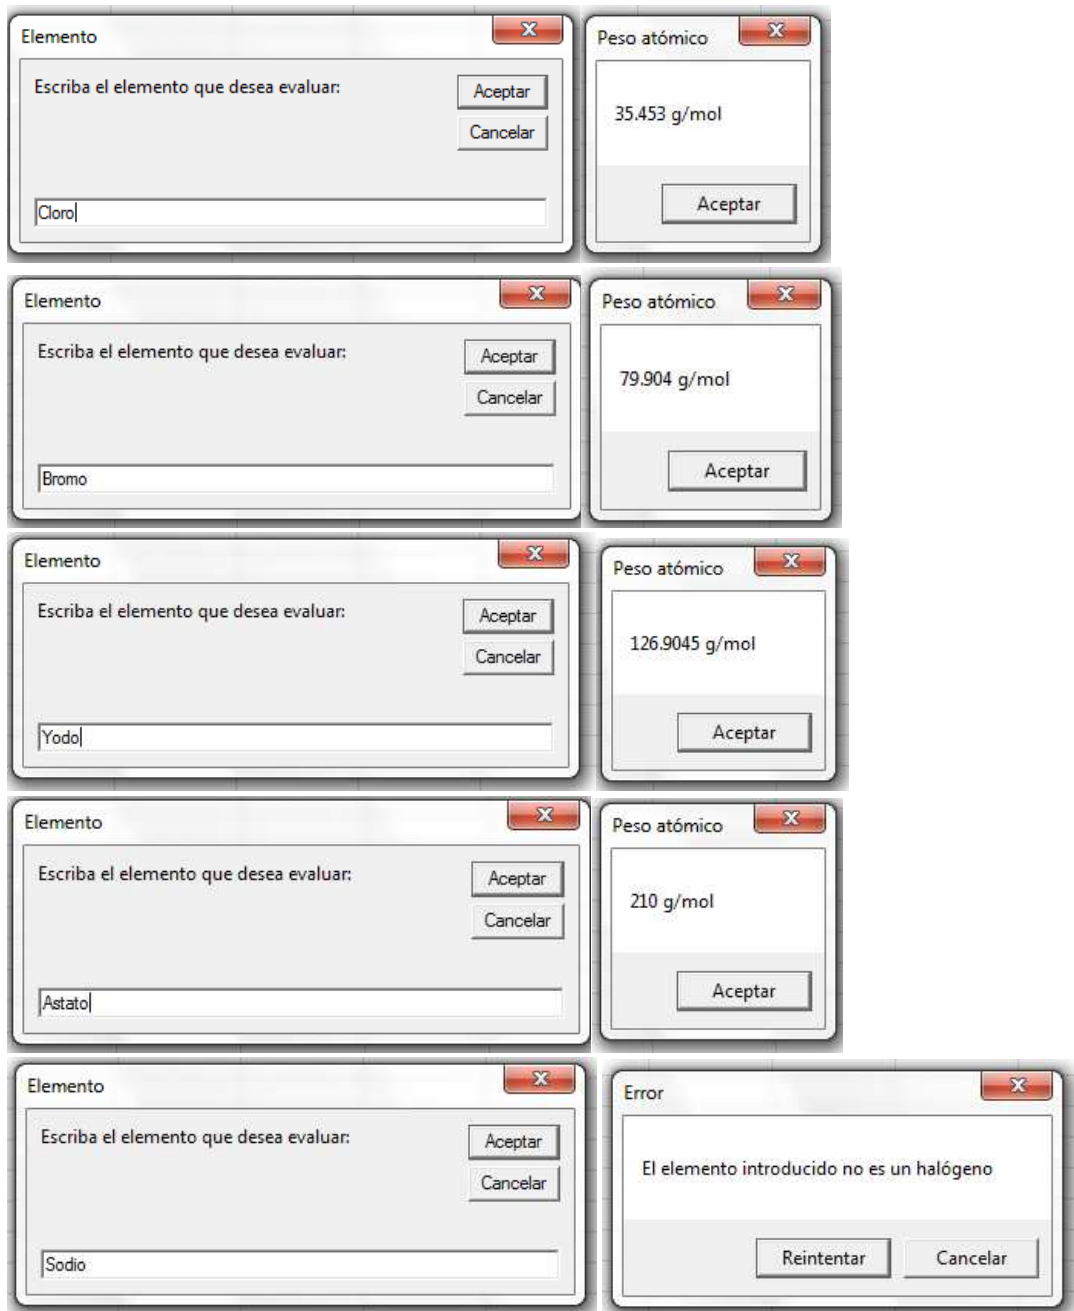 Elemento
Escriba el elemento que desea evaluar:
Aceptar
Cancelar
Cloro
Peso atómico
35.453 g/mol
Aceptar
Elemento
Escriba el elemento que desea evaluar:
Aceptar
Cancelar
Bromo
Peso atómico
79.904 g/mol
Aceptar
Elemento
Escriba el elemento que desea evaluar:
Aceptar
Cancelar
Yodo
Peso atómico
126.9045 g/mol
Aceptar
Elemento
Escriba el elemento que desea evaluar:
Aceptar
Cancelar
Astato
Peso atómico
210 g/mol
Aceptar
Elemento
Escriba el elemento que desea evaluar:
Aceptar
Cancelar
Sodio
Error
El elemento introducido no es un halógeno
Reintentar
Cancelar